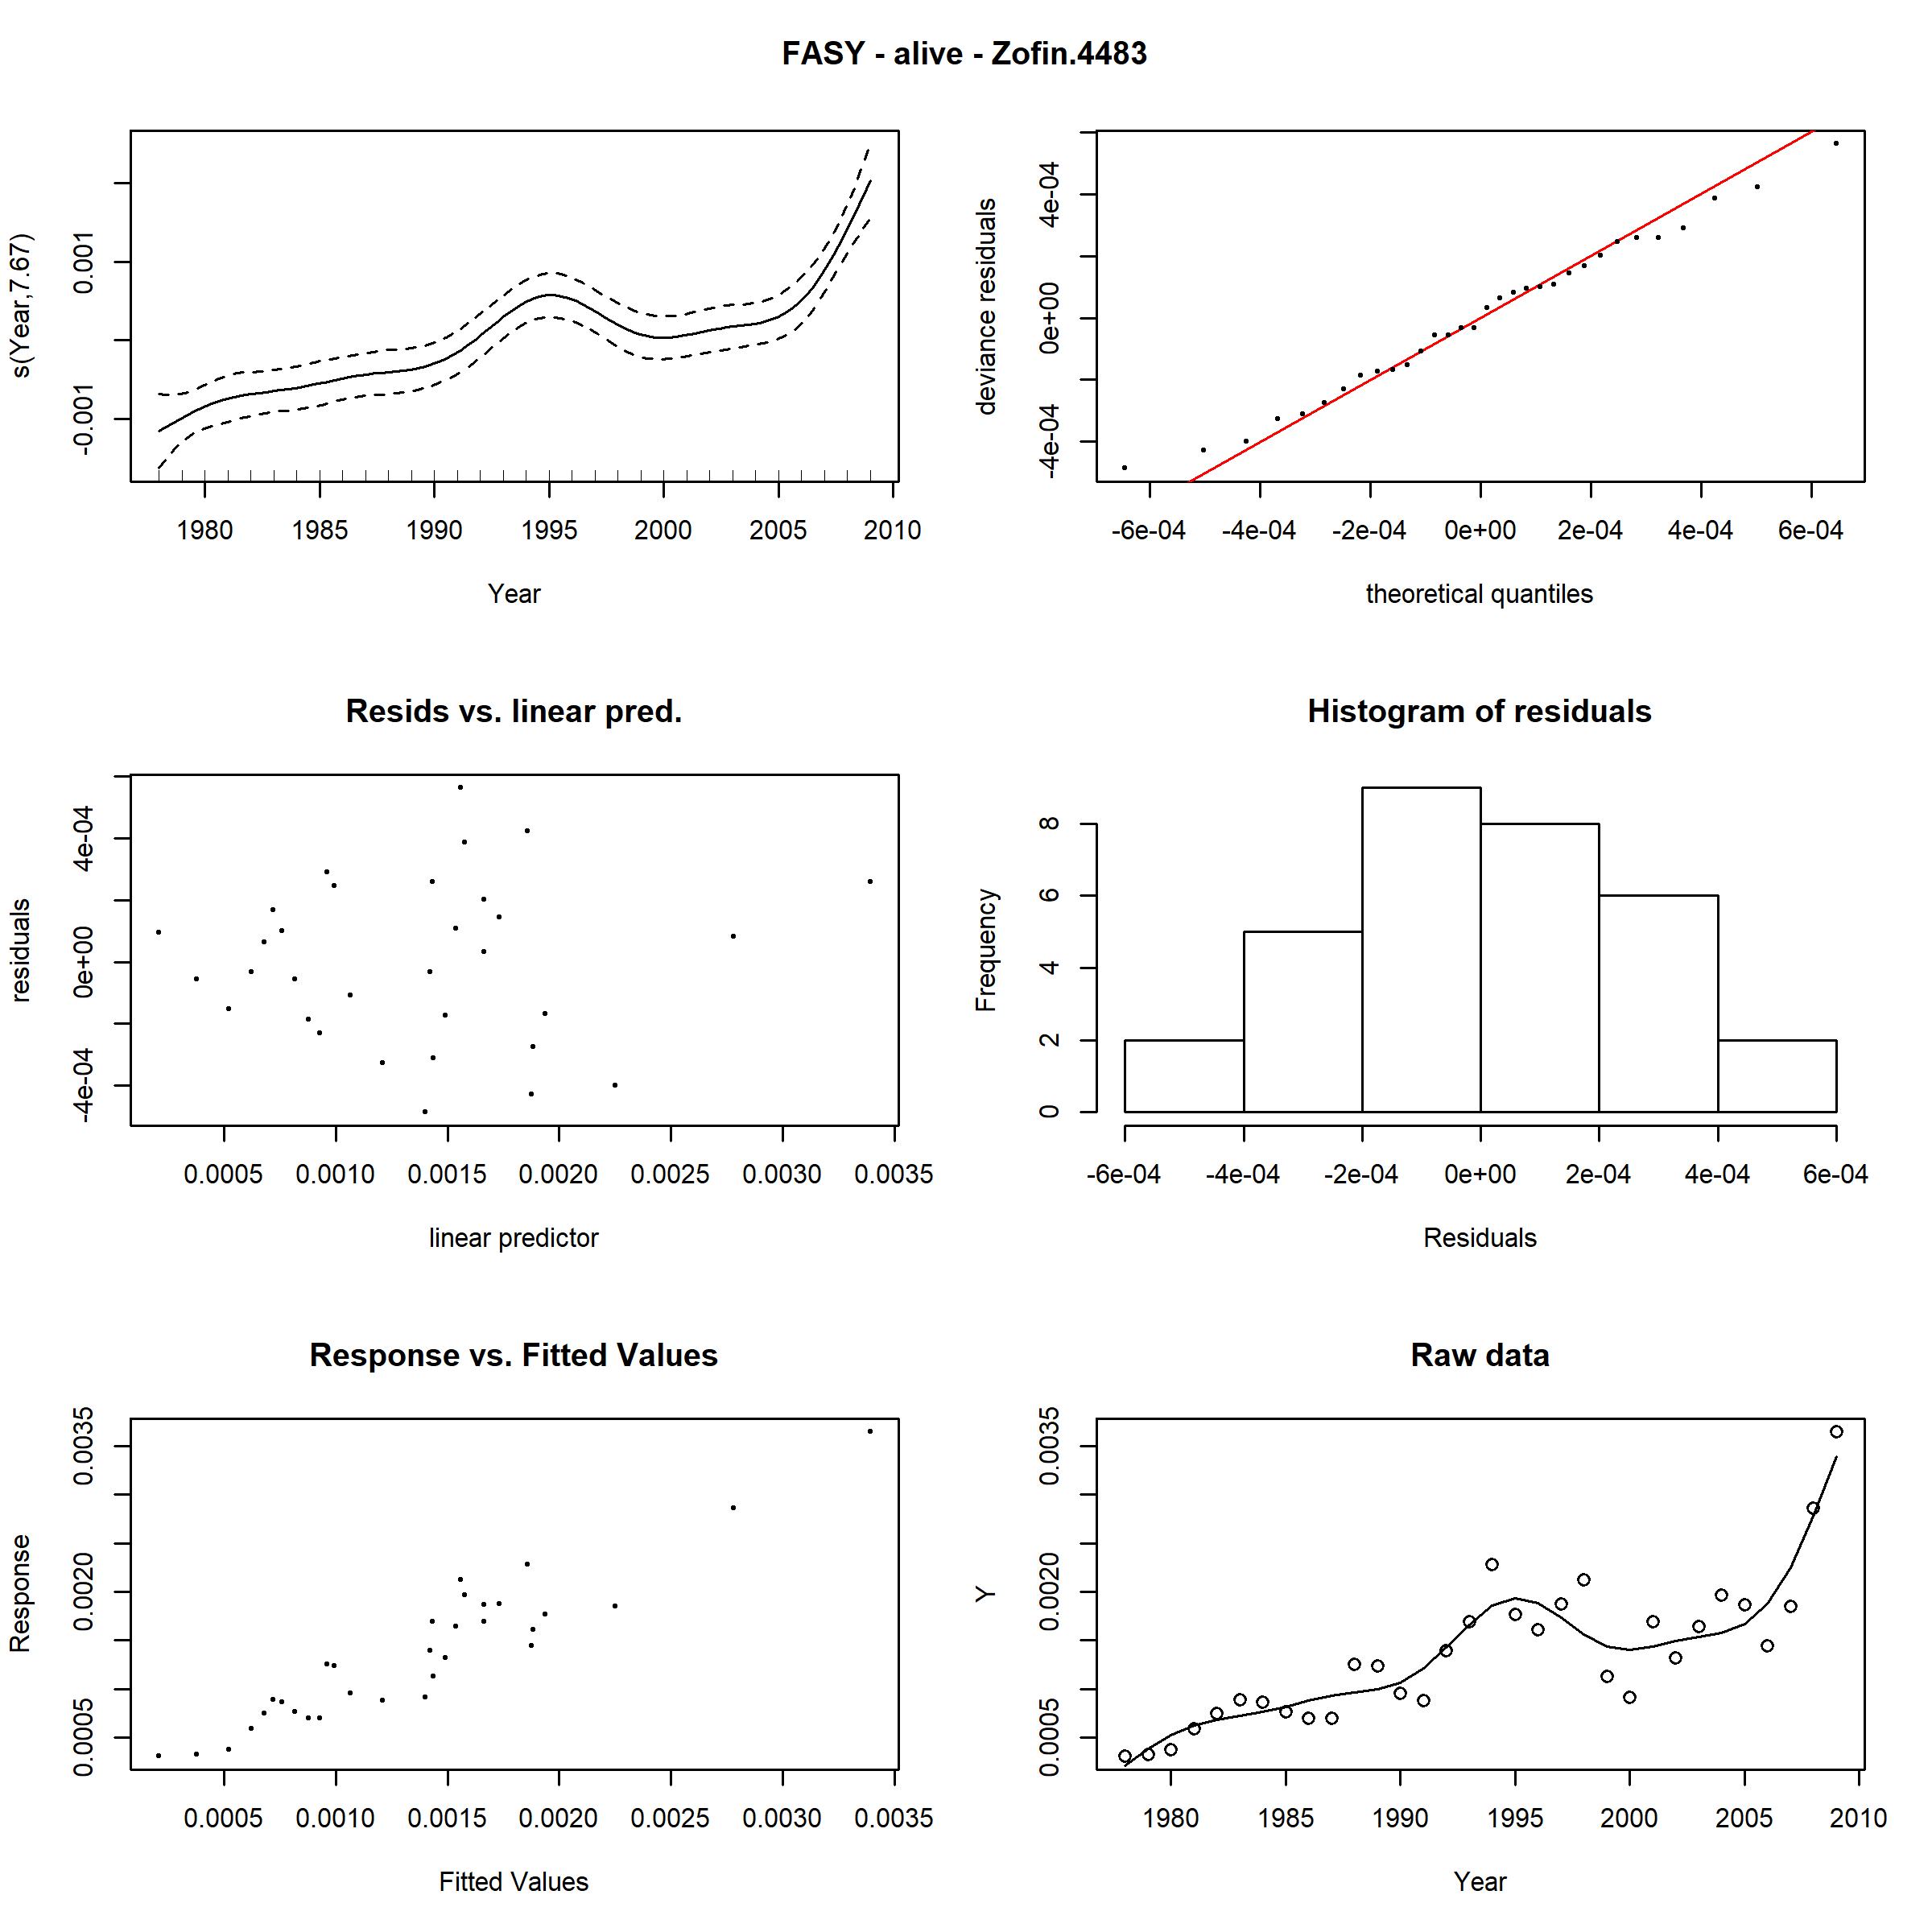 FASY - alive - Zofin.4483
s(Year,7.67)
-0.001 0.001
1980 1985 1990 1995 2000 2005 2010
Year
deviance residuals
-4e-04 0e+00 4e-04
-6e-04 -4e-04 -2e-04 0e+00 2e-04 4e-04 6e-04
theoretical quantiles
Resids vs. linear pred.
residuals
-4e-04 0e+00 4e-04
0.0005 0.0010 0.0015 0.0020 0.0025 0.0030 0.0035
linear predictor
Histogram of residuals
Frequency
0 2 4 6 8
-6e-04 -4e-04 -2e-04 0e+00 2e-04 4e-04 6e-04
Residuals
Response vs. Fitted Values
Response
0.0005 0.0020 0.0035
0.0005 0.0010 0.0015 0.0020 0.0025 0.0030 0.0035
Fitted Values
Raw data
Y
0.0005 0.0020 0.0035
1980 1985 1990 1995 2000 2005 2010
Year